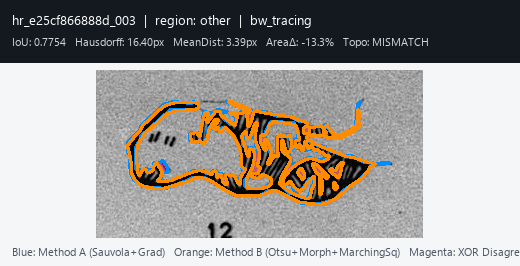 hr_e25cf866888d_003 | region: other | bw_tracing
IoU: 0.7754 Hausdorff: 16.40px MeanDist: 3.39px AreaΔ: -13.3% Topo: MISMATCH
12
Blue: Method A (Sauvola+Grad) Orange: Method B (Otsu+Morph+MarchingSq) Magenta: XOR Disagre